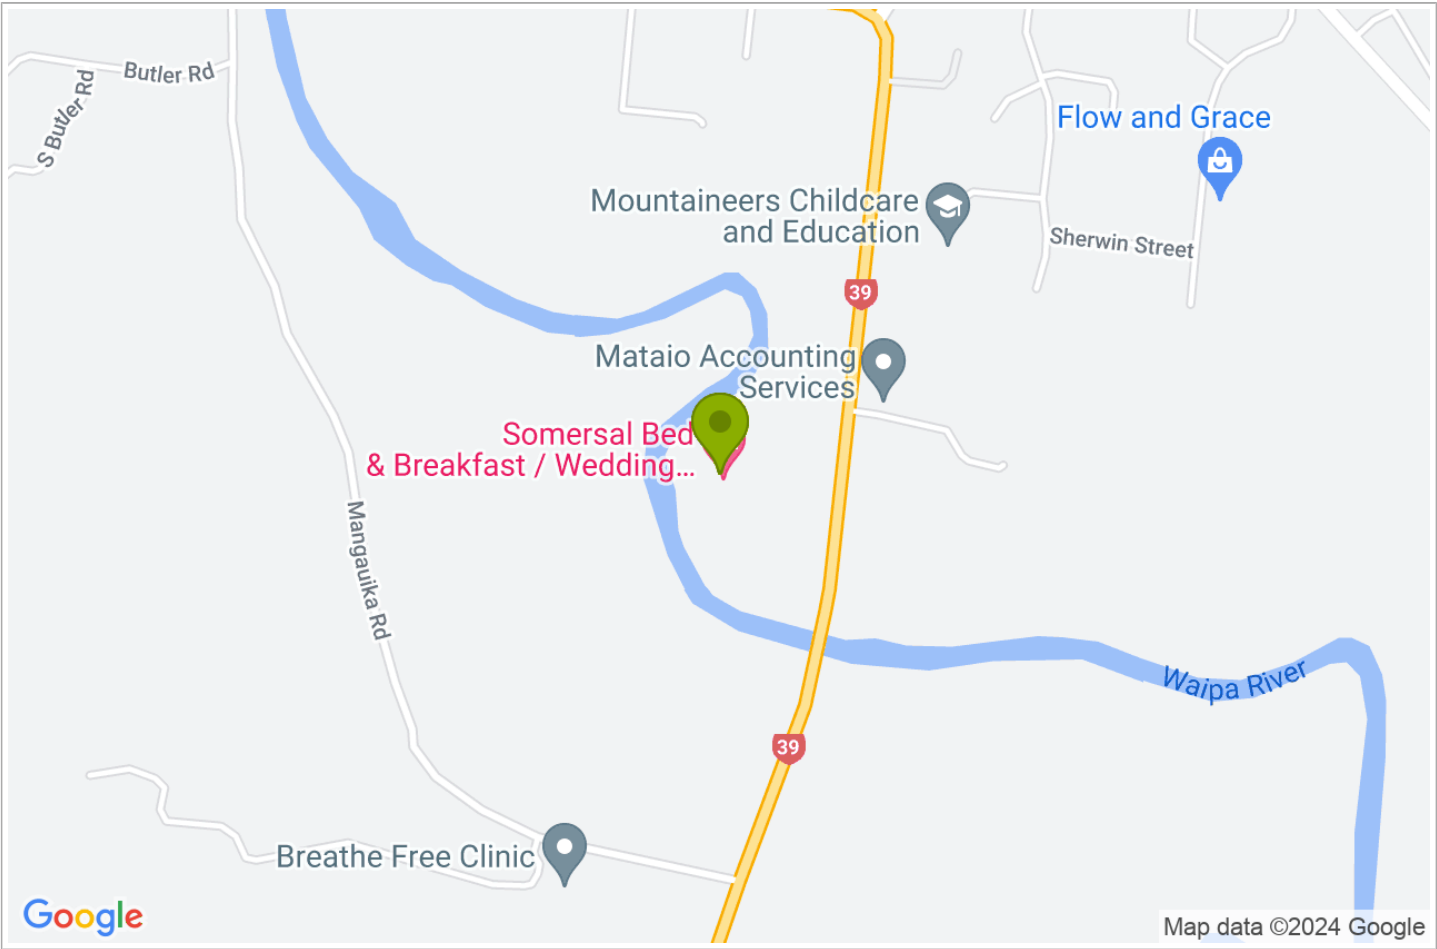 Butler Rd
S Butler Rd
Flow and Grace
Mountaineers Childcare
and Education
Sherwin Street
39
Mataio Accounting
Services
Somersal Bed
& Breakfast / Wedding...
Mangauika Rd
Waipa River
39
Breathe Free Clinic
Google
Map data ©2024 Google